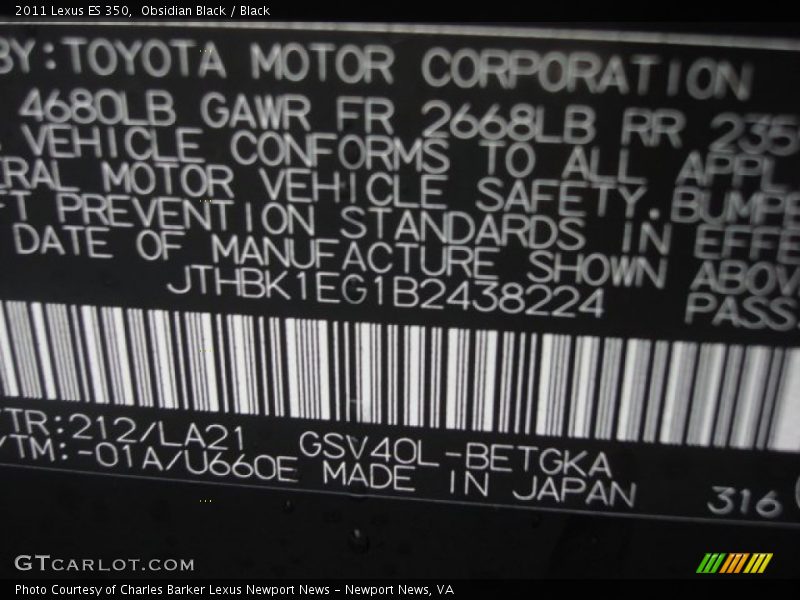 2011 Lexus ES 350, Obsidian Black / Black
BY:TOYOTA MOTOR CORPORATION
4680LB GAWR FR 2668LB RR 235
VEHICLE CONFORMS TO ALL APPL
ERAL MOTOR VEHICLE SAFETY.BUMPE
FT PREVENTION STANDARDS IN EFFE
DATE OF MANUFACTURE SHOWN ABOV
JTHBK1EG1B2438224 PASS.
TR:212/LA21 GSV40L-BETGKA
/TM:-01A/U660E MADE IN JAPAN 316
GTCARLOT.COM
Photo Courtesy of Charles Barker Lexus Newport News – Newport News, VA